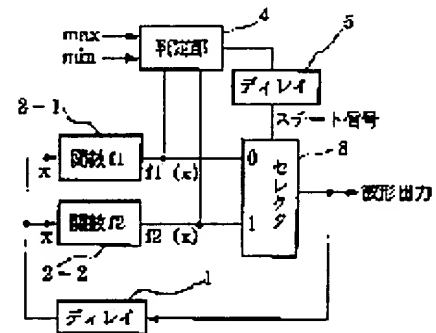 4
max
min
判定部
5
ディレイ
ステート信号
2-1
関数f1
x
f1 (x)
0
セレクタ
3
波形出力
関数f2
x
f2 (x)
1
2-2
1
ディレイ